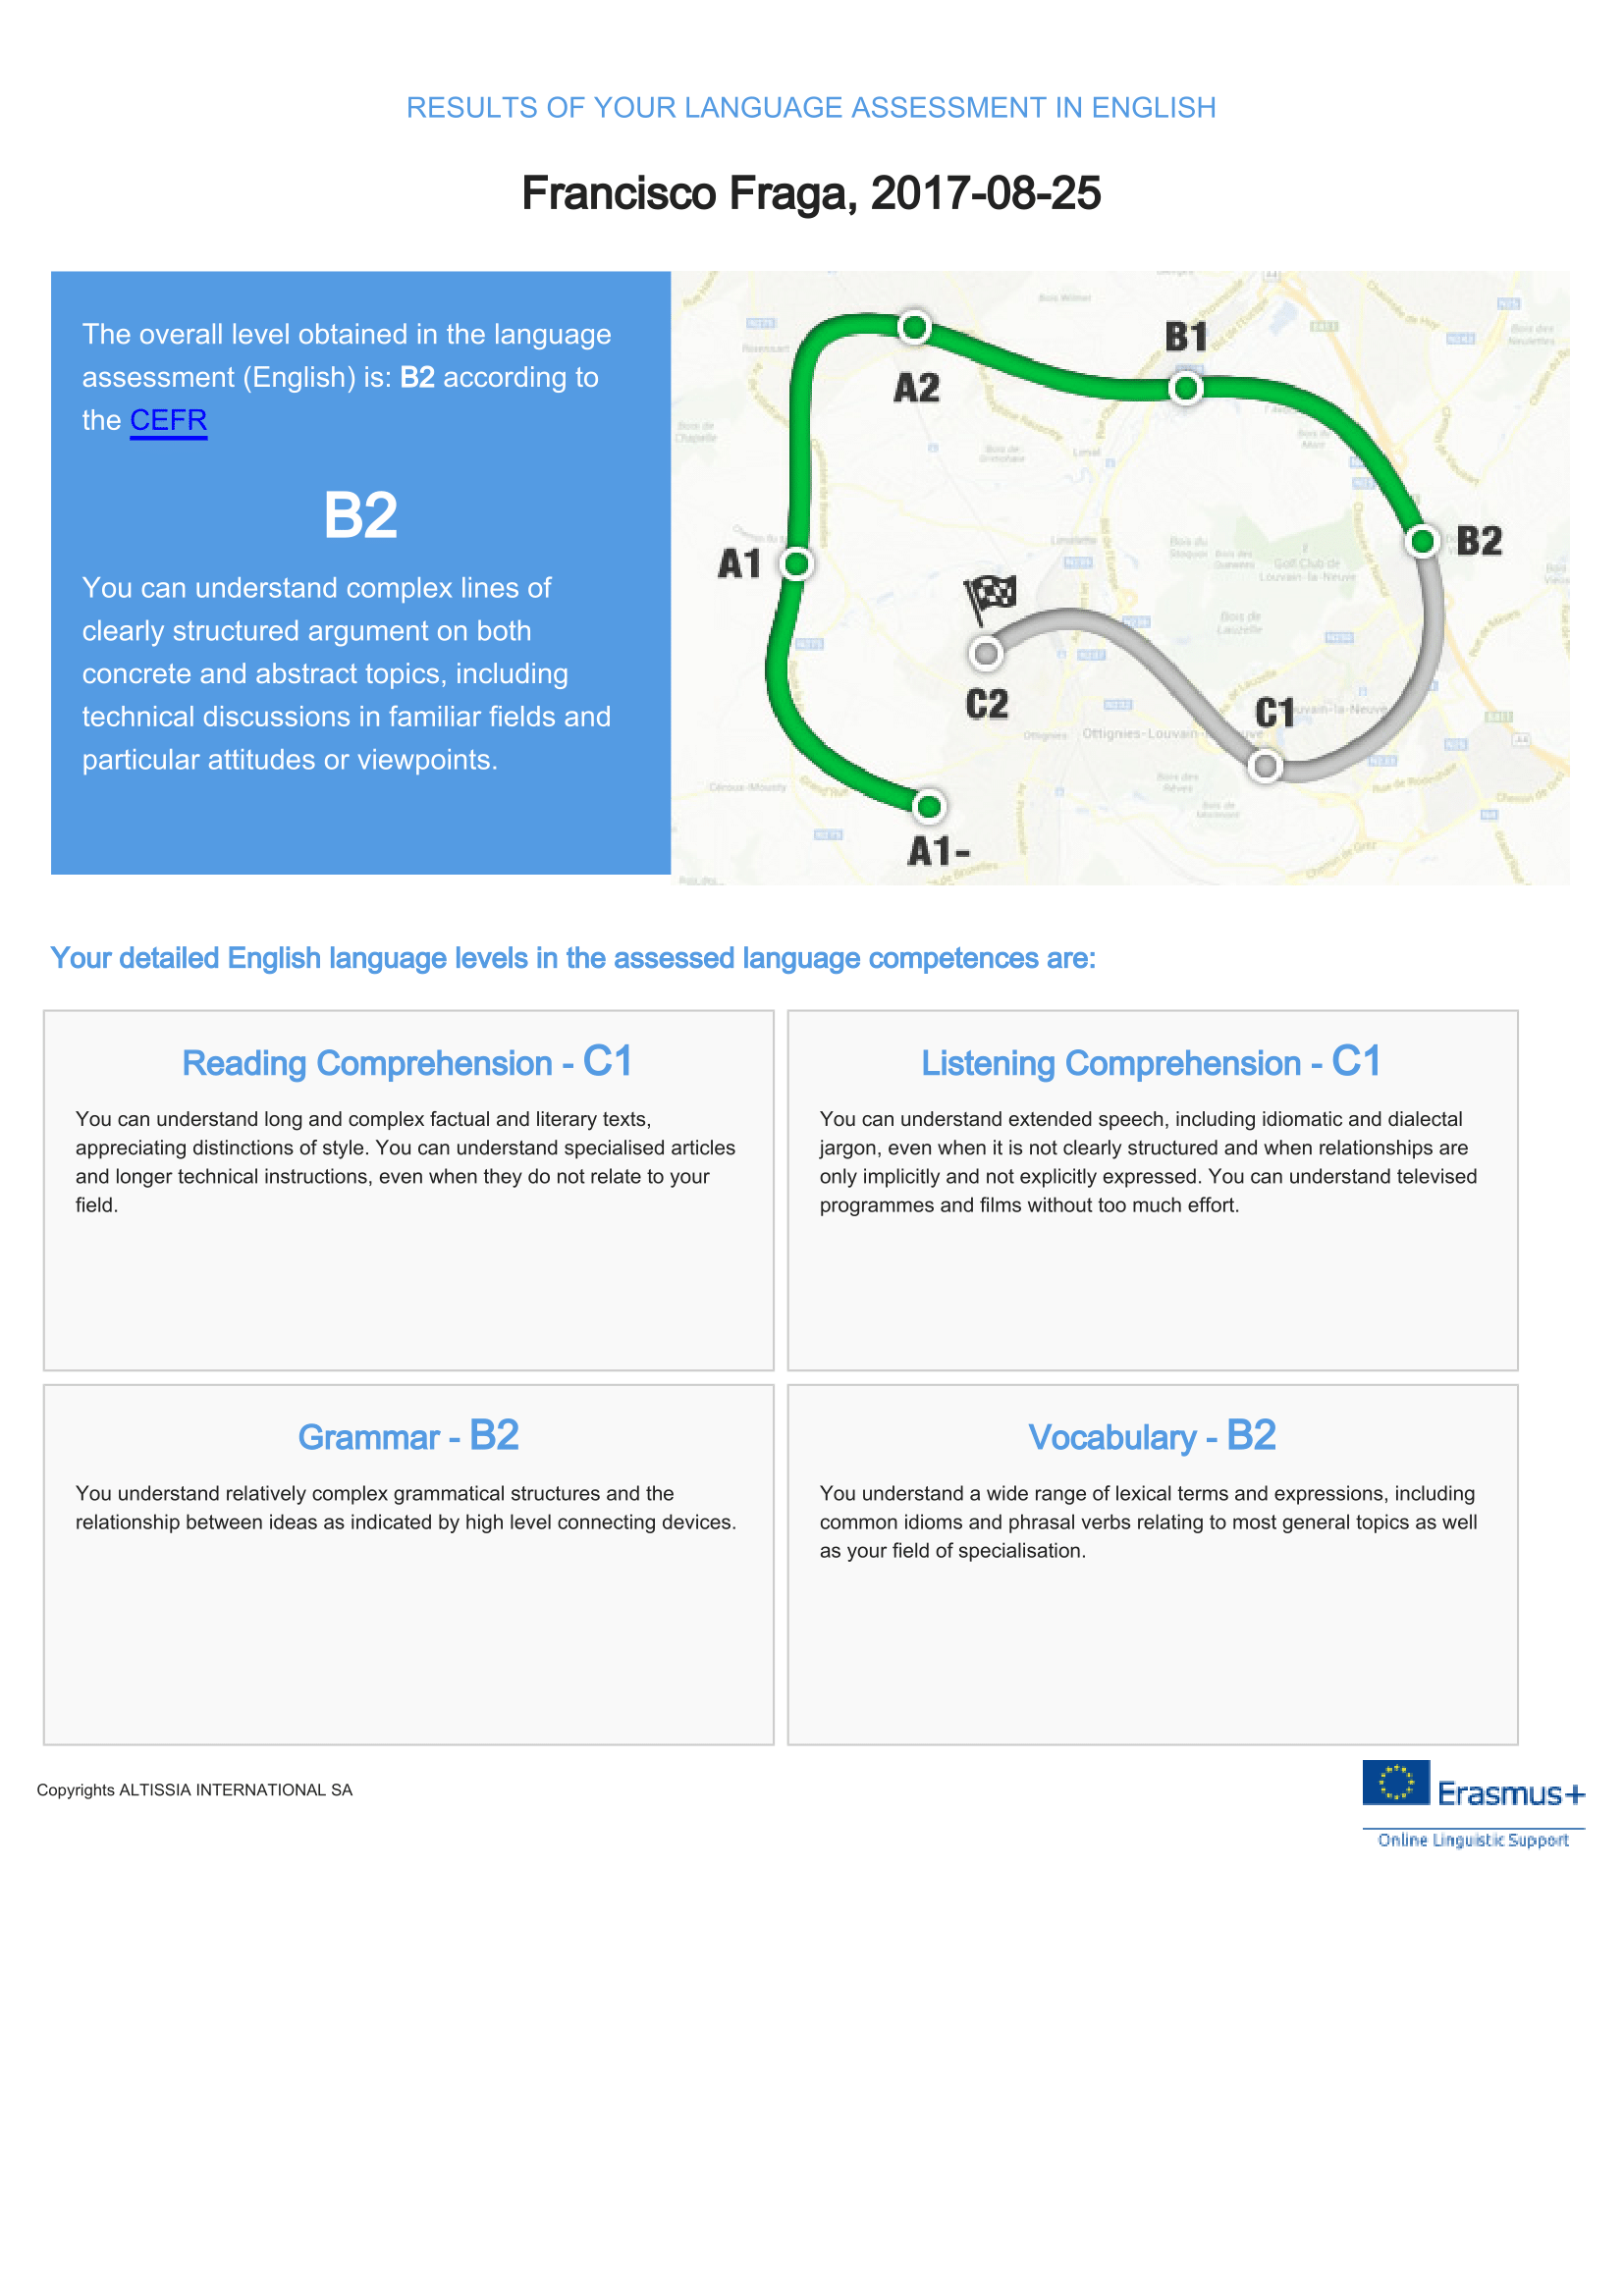 RESULTS OF YOUR LANGUAGE ASSESSMENT IN ENGLISH
Francisco Fraga, 2017-08-25
The overall level obtained in the language
assessment (English) is: B2 according to
the CEFR
B2
You can understand complex lines of
clearly structured argument on both
concrete and abstract topics, including
technical discussions in familiar fields and
particular attitudes or viewpoints.
A1-
A1
A2
B1
B2
C1
C2
Ottignies
Ottignies-Louvain-
Golf Club de
Louvain-la-Neuve
Your detailed English language levels in the assessed language competences are:
Reading Comprehension - C1
You can understand long and complex factual and literary texts,
appreciating distinctions of style. You can understand specialised articles
and longer technical instructions, even when they do not relate to your
field.
Listening Comprehension - C1
You can understand extended speech, including idiomatic and dialectal
jargon, even when it is not clearly structured and when relationships are
only implicitly and not explicitly expressed. You can understand televised
programmes and films without too much effort.
Grammar - B2
You understand relatively complex grammatical structures and the
relationship between ideas as indicated by high level connecting devices.
Vocabulary - B2
You understand a wide range of lexical terms and expressions, including
common idioms and phrasal verbs relating to most general topics as well
as your field of specialisation.
Copyrights ALTISSIA INTERNATIONAL SA
Erasmus+
Online Linguistic Support